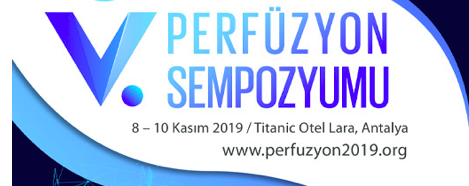 V. PERFÜZYON
SEMPOZYUMU
8 – 10 Kasım 2019 / Titanic Otel Lara, Antalya
www.perfuzyon2019.org